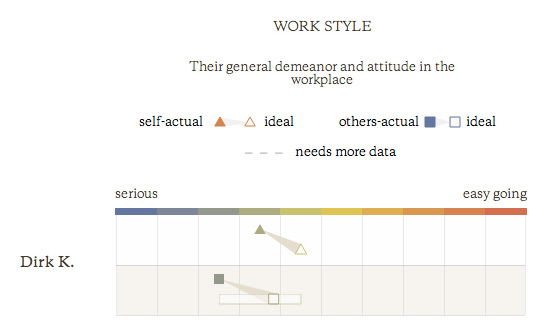 WORK STYLE
Their general demeanor and attitude in the
workplace
self-actual ideal others-actual ideal
needs more data
serious easy going
Dirk K.